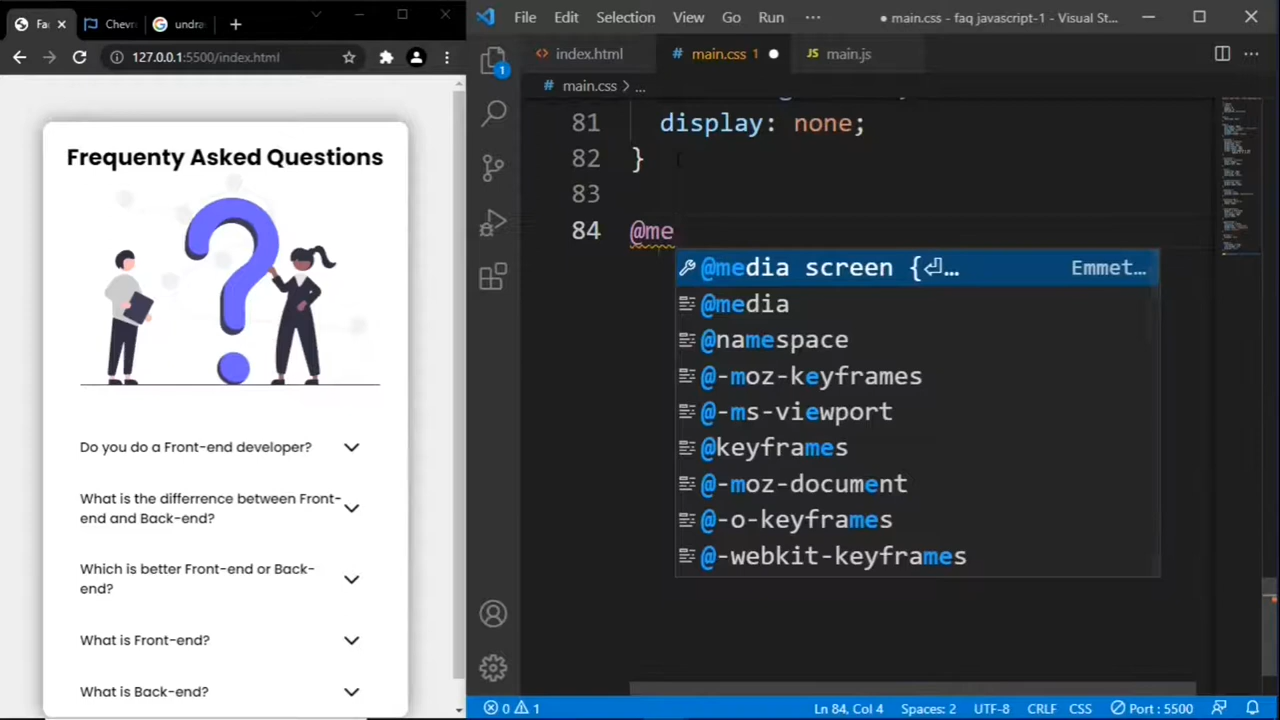 Fa
Chevr
undra
127.0.0.1:5500/index.html
Frequenty Asked Questions
Do you do a Front-end developer?
What is the differrence between Front-
end and Back-end?
Which is better Front-end or Back-
end?
What is Front-end?
What is Back-end?
File Edit Selection View Go Run ··· ● main.css - faq javascript-1 - Visual St...
index.html
# main.css 1
JS main.js
# main.css > ...
1
81 display: none;
82 }
83
84 @me
@media screen {⏎… Emmet…
@media
@namespace
@-moz-keyframes
@-ms-viewport
@keyframes
@-moz-document
@-o-keyframes
@-webkit-keyframes
0 1 Ln 84, Col 4 Spaces: 2 UTF-8 CRLF CSS Port : 5500